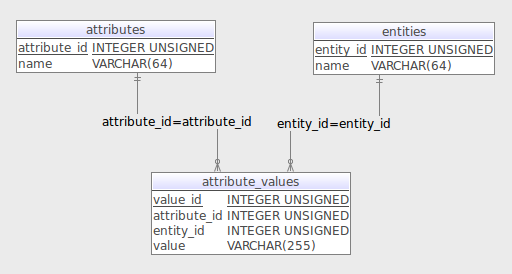 attributes
attribute_id INTEGER UNSIGNED
name VARCHAR(64)
entities
entity_id INTEGER UNSIGNED
name VARCHAR(64)
attribute_id=attribute_id
entity_id=entity_id
attribute_values
value_id INTEGER UNSIGNED
attribute_id INTEGER UNSIGNED
entity_id INTEGER UNSIGNED
value VARCHAR(255)